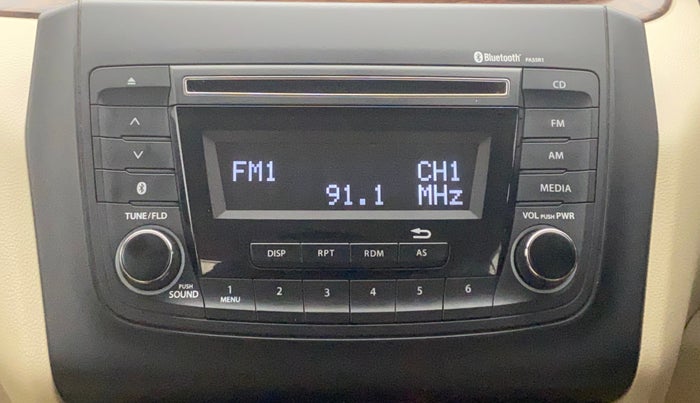 Bluetooth PA5SR1
CD
FM
AM
MEDIA
FM1 CH1
91.1 MHz
TUNE/FLD
VOL PUSH PWR
DISP RPT RDM AS
PUSH
SOUND
1 2 3 4 5 6
MENU